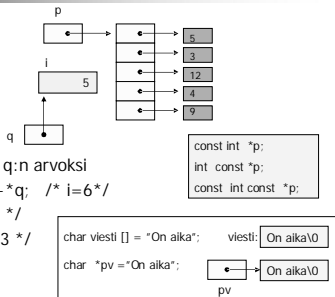 p
5
3
i
12
5
4
9
q
const int *p;
q:n arvoksi
int const *p;
*q; /* i=6*/
const int const *p;
*/
3 */
char viesti [] = "On aika"; viesti: On aika\0
char *pv ="On aika"; On aika\0
pv